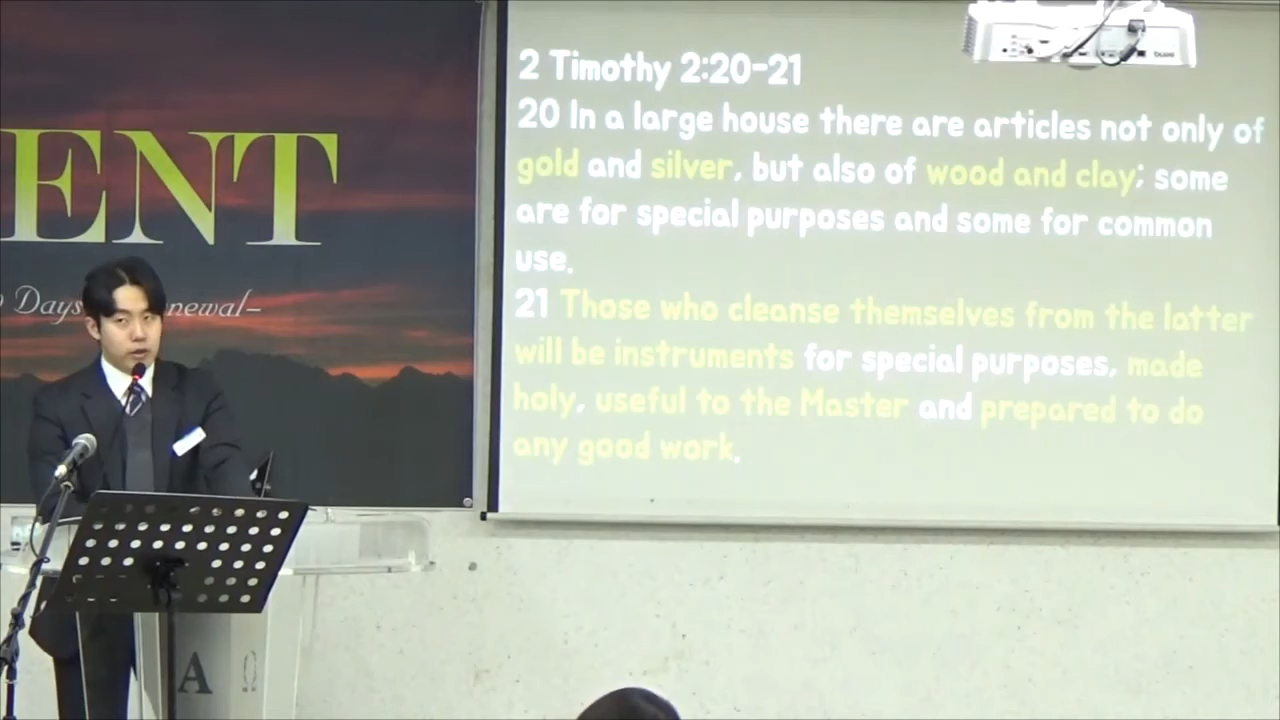 ENT
Days
newal–
2 Timothy 2:20-21
20 In a large house there are articles not only of
gold and silver, but also of wood and clay; some
are for special purposes and some for common
use.
21 Those who cleanse themselves from the latter
will be instruments for special purposes, made
holy, useful to the Master and prepared to do
any good work.
A Ω